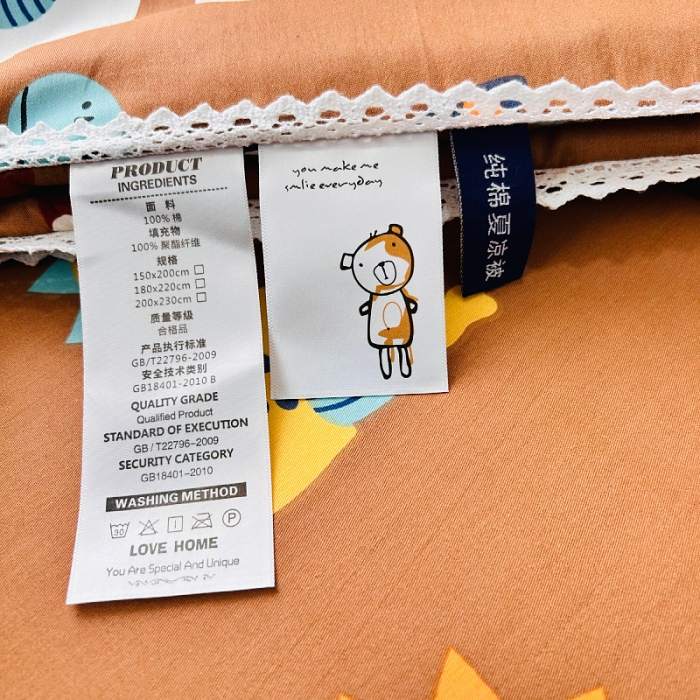 PRODUCT
INGREDIENTS
面 料
100% 棉
填充物
100% 聚酯纤维
规格
150x200cm
180x220cm
200x230cm
质量等级
合格品
产品执行标准
GB/T22796-2009
安全技术类别
GB18401-2010 B
QUALITY GRADE
Qualified Product
STANDARD OF EXECUTION
GB / T22796-2009
SECURITY CATEGORY
GB18401-2010
WASHING METHOD
30
P
LOVE HOME
You Are Special And Unique
you make me
smlie everyday
纯棉夏凉被